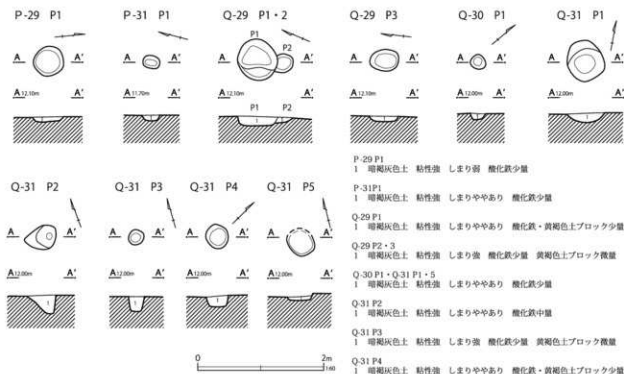 P-29 P1
P-31 P1
Q-29 P1・2
Q-29 P3
Q-30 P1
Q-31 P1
P1
P2
A A'
A A'
A A'
A A'
A A'
A A'
A 12.10m A'
A 11.70m A'
A 12.10m A'
A 12.10m A'
A 12.00m A'
A 12.00m A'
1
1
P1 P2
1 1
1
1
1
Q-31 P2
Q-31 P3
Q-31 P4
Q-31 P5
A A'
A A'
A A'
A A'
A 12.00m A'
A 12.00m A'
A 12.00m A'
A 12.00m A'
1
1
1
1
0 2m
1:60
P-29 P1
1 暗褐灰色土 粘性強 しまり弱 酸化鉄少量
P-31P1
1 暗褐灰色土 粘性強 しまりややあり 酸化鉄少量
Q-29 P1
1 暗褐灰色土 粘性強 しまりややあり 酸化鉄・黄褐色土ブロック少量
Q-29 P2・3
1 暗褐灰色土 粘性強 しまり強 酸化鉄少量 黄褐色土ブロック微量
Q-30 P1・Q-31 P1・5
1 暗褐灰色土 粘性強 しまりややあり 酸化鉄少量
Q-31 P2
1 暗褐灰色土 粘性強 しまりややあり 酸化鉄中量
Q-31 P3
1 暗褐灰色土 粘性強 しまり強 酸化鉄少量 黄褐色土ブロック微量
Q-31 P4
1 暗褐灰色土 粘性強 しまりややあり 酸化鉄・黄褐色土ブロック少量